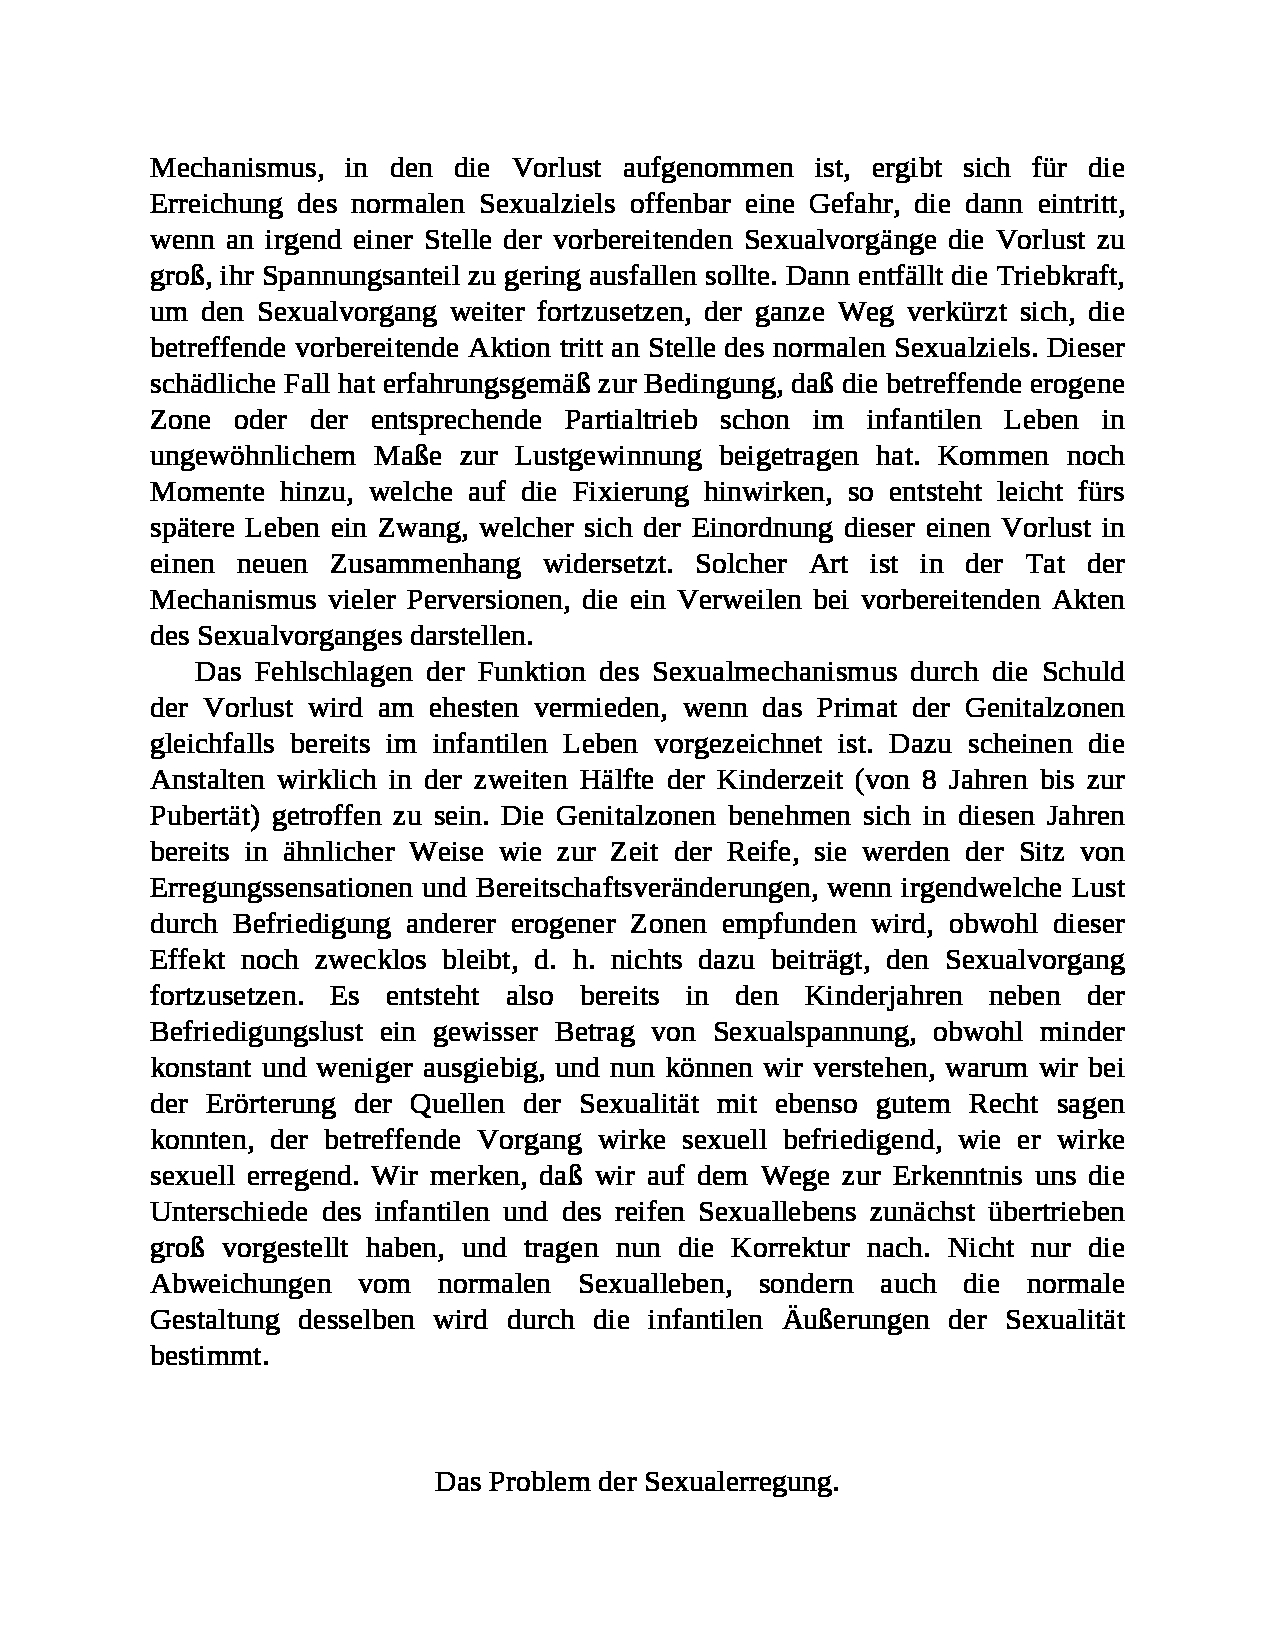 Mechanismus, in den die Vorlust aufgenommen ist, ergibt sich für die
Erreichung des normalen Sexualziels offenbar eine Gefahr, die dann eintritt,
wenn an irgend einer Stelle der vorbereitenden Sexualvorgänge die Vorlust zu
groß, ihr Spannungsanteil zu gering ausfallen sollte. Dann entfällt die Triebkraft,
um den Sexualvorgang weiter fortzusetzen, der ganze Weg verkürzt sich, die
betreffende vorbereitende Aktion tritt an Stelle des normalen Sexualziels. Dieser
schädliche Fall hat erfahrungsgemäß zur Bedingung, daß die betreffende erogene
Zone oder der entsprechende Partialtrieb schon im infantilen Leben in
ungewöhnlichem Maße zur Lustgewinnung beigetragen hat. Kommen noch
Momente hinzu, welche auf die Fixierung hinwirken, so entsteht leicht fürs
spätere Leben ein Zwang, welcher sich der Einordnung dieser einen Vorlust in
einen neuen Zusammenhang widersetzt. Solcher Art ist in der Tat der
Mechanismus vieler Perversionen, die ein Verweilen bei vorbereitenden Akten
des Sexualvorganges darstellen.
Das Fehlschlagen der Funktion des Sexualmechanismus durch die Schuld
der Vorlust wird am ehesten vermieden, wenn das Primat der Genitalzonen
gleichfalls bereits im infantilen Leben vorgezeichnet ist. Dazu scheinen die
Anstalten wirklich in der zweiten Hälfte der Kinderzeit (von 8 Jahren bis zur
Pubertät) getroffen zu sein. Die Genitalzonen benehmen sich in diesen Jahren
bereits in ähnlicher Weise wie zur Zeit der Reife, sie werden der Sitz von
Erregungssensationen und Bereitschaftsveränderungen, wenn irgendwelche Lust
durch Befriedigung anderer erogener Zonen empfunden wird, obwohl dieser
Effekt noch zwecklos bleibt, d. h. nichts dazu beiträgt, den Sexualvorgang
fortzusetzen. Es entsteht also bereits in den Kinderjahren neben der
Befriedigungslust ein gewisser Betrag von Sexualspannung, obwohl minder
konstant und weniger ausgiebig, und nun können wir verstehen, warum wir bei
der Erörterung der Quellen der Sexualität mit ebenso gutem Recht sagen
konnten, der betreffende Vorgang wirke sexuell befriedigend, wie er wirke
sexuell erregend. Wir merken, daß wir auf dem Wege zur Erkenntnis uns die
Unterschiede des infantilen und des reifen Sexuallebens zunächst übertrieben
groß vorgestellt haben, und tragen nun die Korrektur nach. Nicht nur die
Abweichungen vom normalen Sexualleben, sondern auch die normale
Gestaltung desselben wird durch die infantilen Äußerungen der Sexualität
bestimmt.
Das Problem der Sexualerregung.